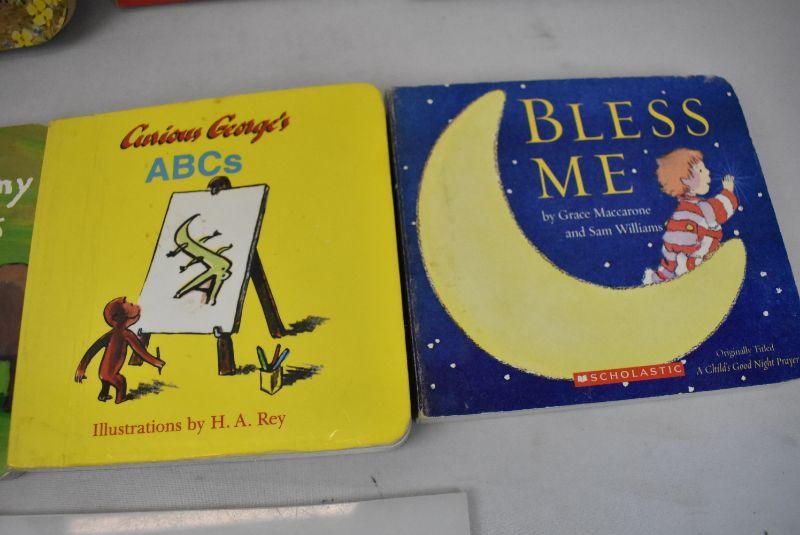 ny
Curious George's
ABCs
Illustrations by H. A. Rey
BLESS
ME
by Grace Maccarone
and Sam Williams
SCHOLASTIC
Originally Titled
A Child's Good Night Prayer